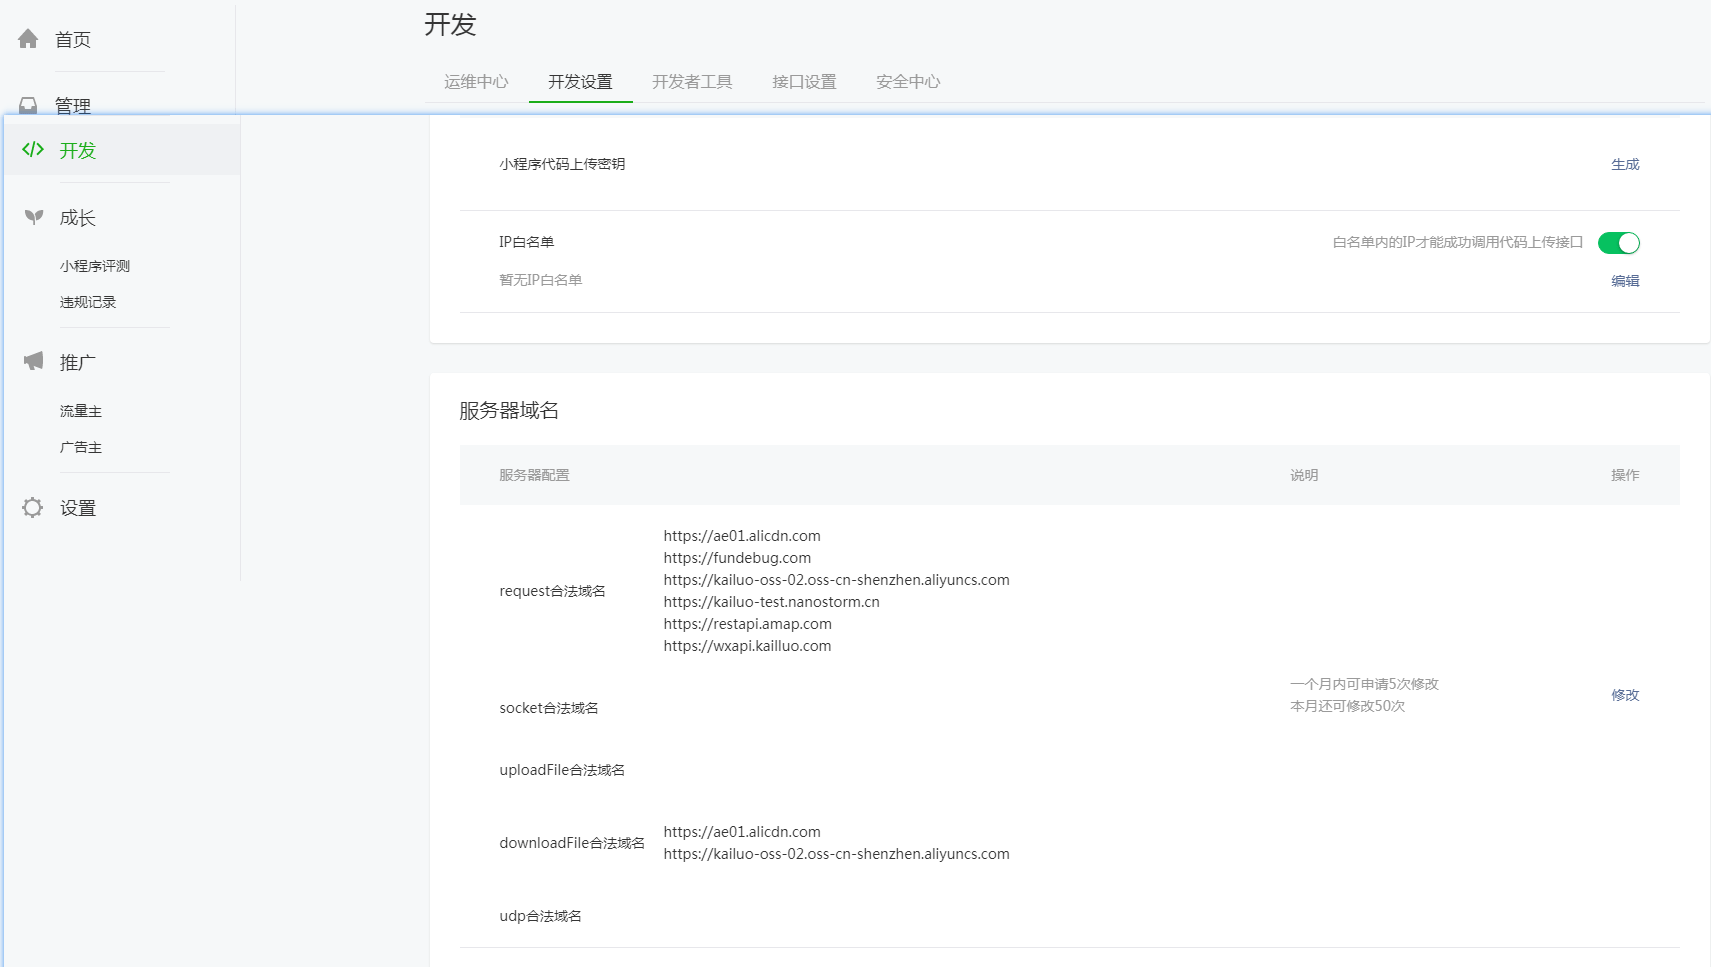 首页
管理
开发
成长
小程序评测
违规记录
推广
流量主
广告主
设置
开发
运维中心 开发设置 开发者工具 接口设置 安全中心
小程序代码上传密钥 生成
IP白名单 白名单内的IP才能成功调用代码上传接口
暂无IP白名单 编辑
服务器域名
服务器配置 说明 操作
request合法域名
https://ae01.alicdn.com
https://fundebug.com
https://kailuo-oss-02.oss-cn-shenzhen.aliyuncs.com
https://kailuo-test.nanostorm.cn
https://restapi.amap.com
https://wxapi.kailluo.com
socket合法域名
uploadFile合法域名
downloadFile合法域名
https://ae01.alicdn.com
https://kailuo-oss-02.oss-cn-shenzhen.aliyuncs.com
udp合法域名
一个月内可申请5次修改
本月还可修改50次
修改